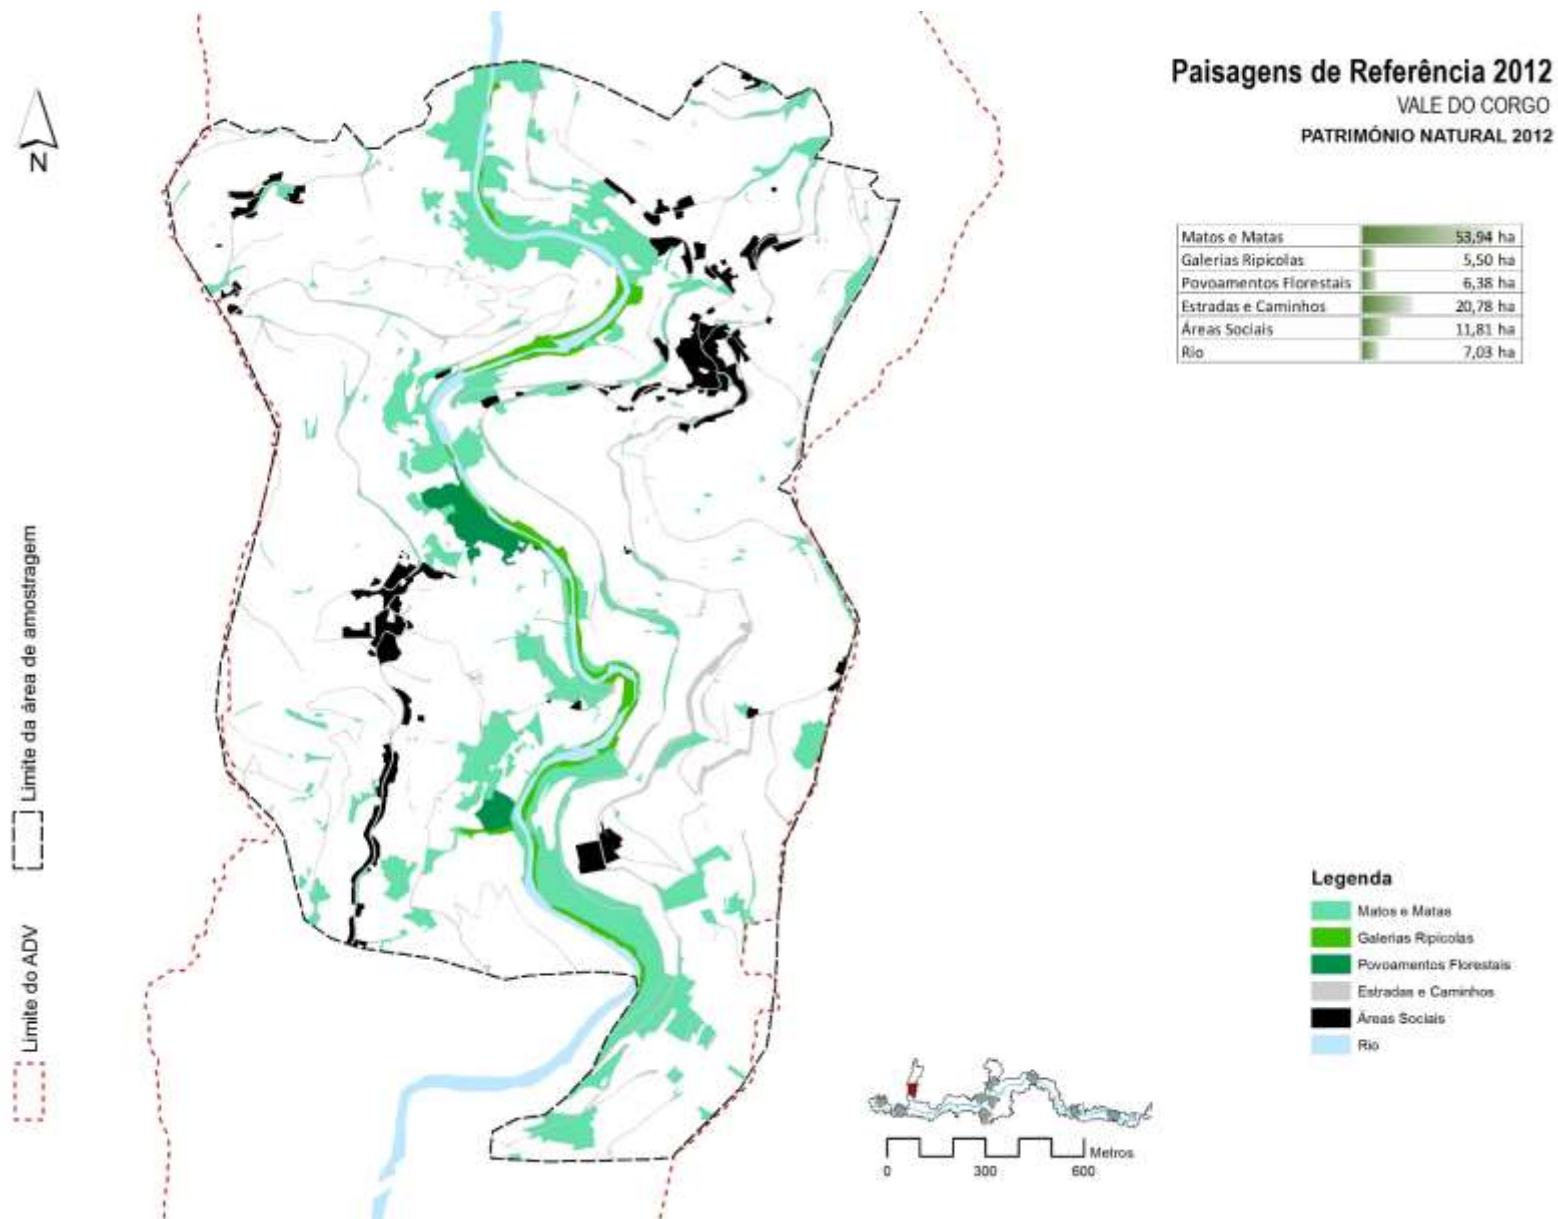 Paisagens de Referência 2012
VALE DO CORGO
PATRIMÓNIO NATURAL 2012
N
Matos e Matas 53,94 ha
Galerias Ripícolas 5,50 ha
Povoamentos Florestais 6,38 ha
Estradas e Caminhos 20,78 ha
Áreas Sociais 11,81 ha
Rio 7,03 ha
Limite da área de amostragem
Limite do ADV
Legenda
Matos e Matas
Galerias Ripícolas
Povoamentos Florestais
Estradas e Caminhos
Áreas Sociais
Rio
Metros
0 300 600